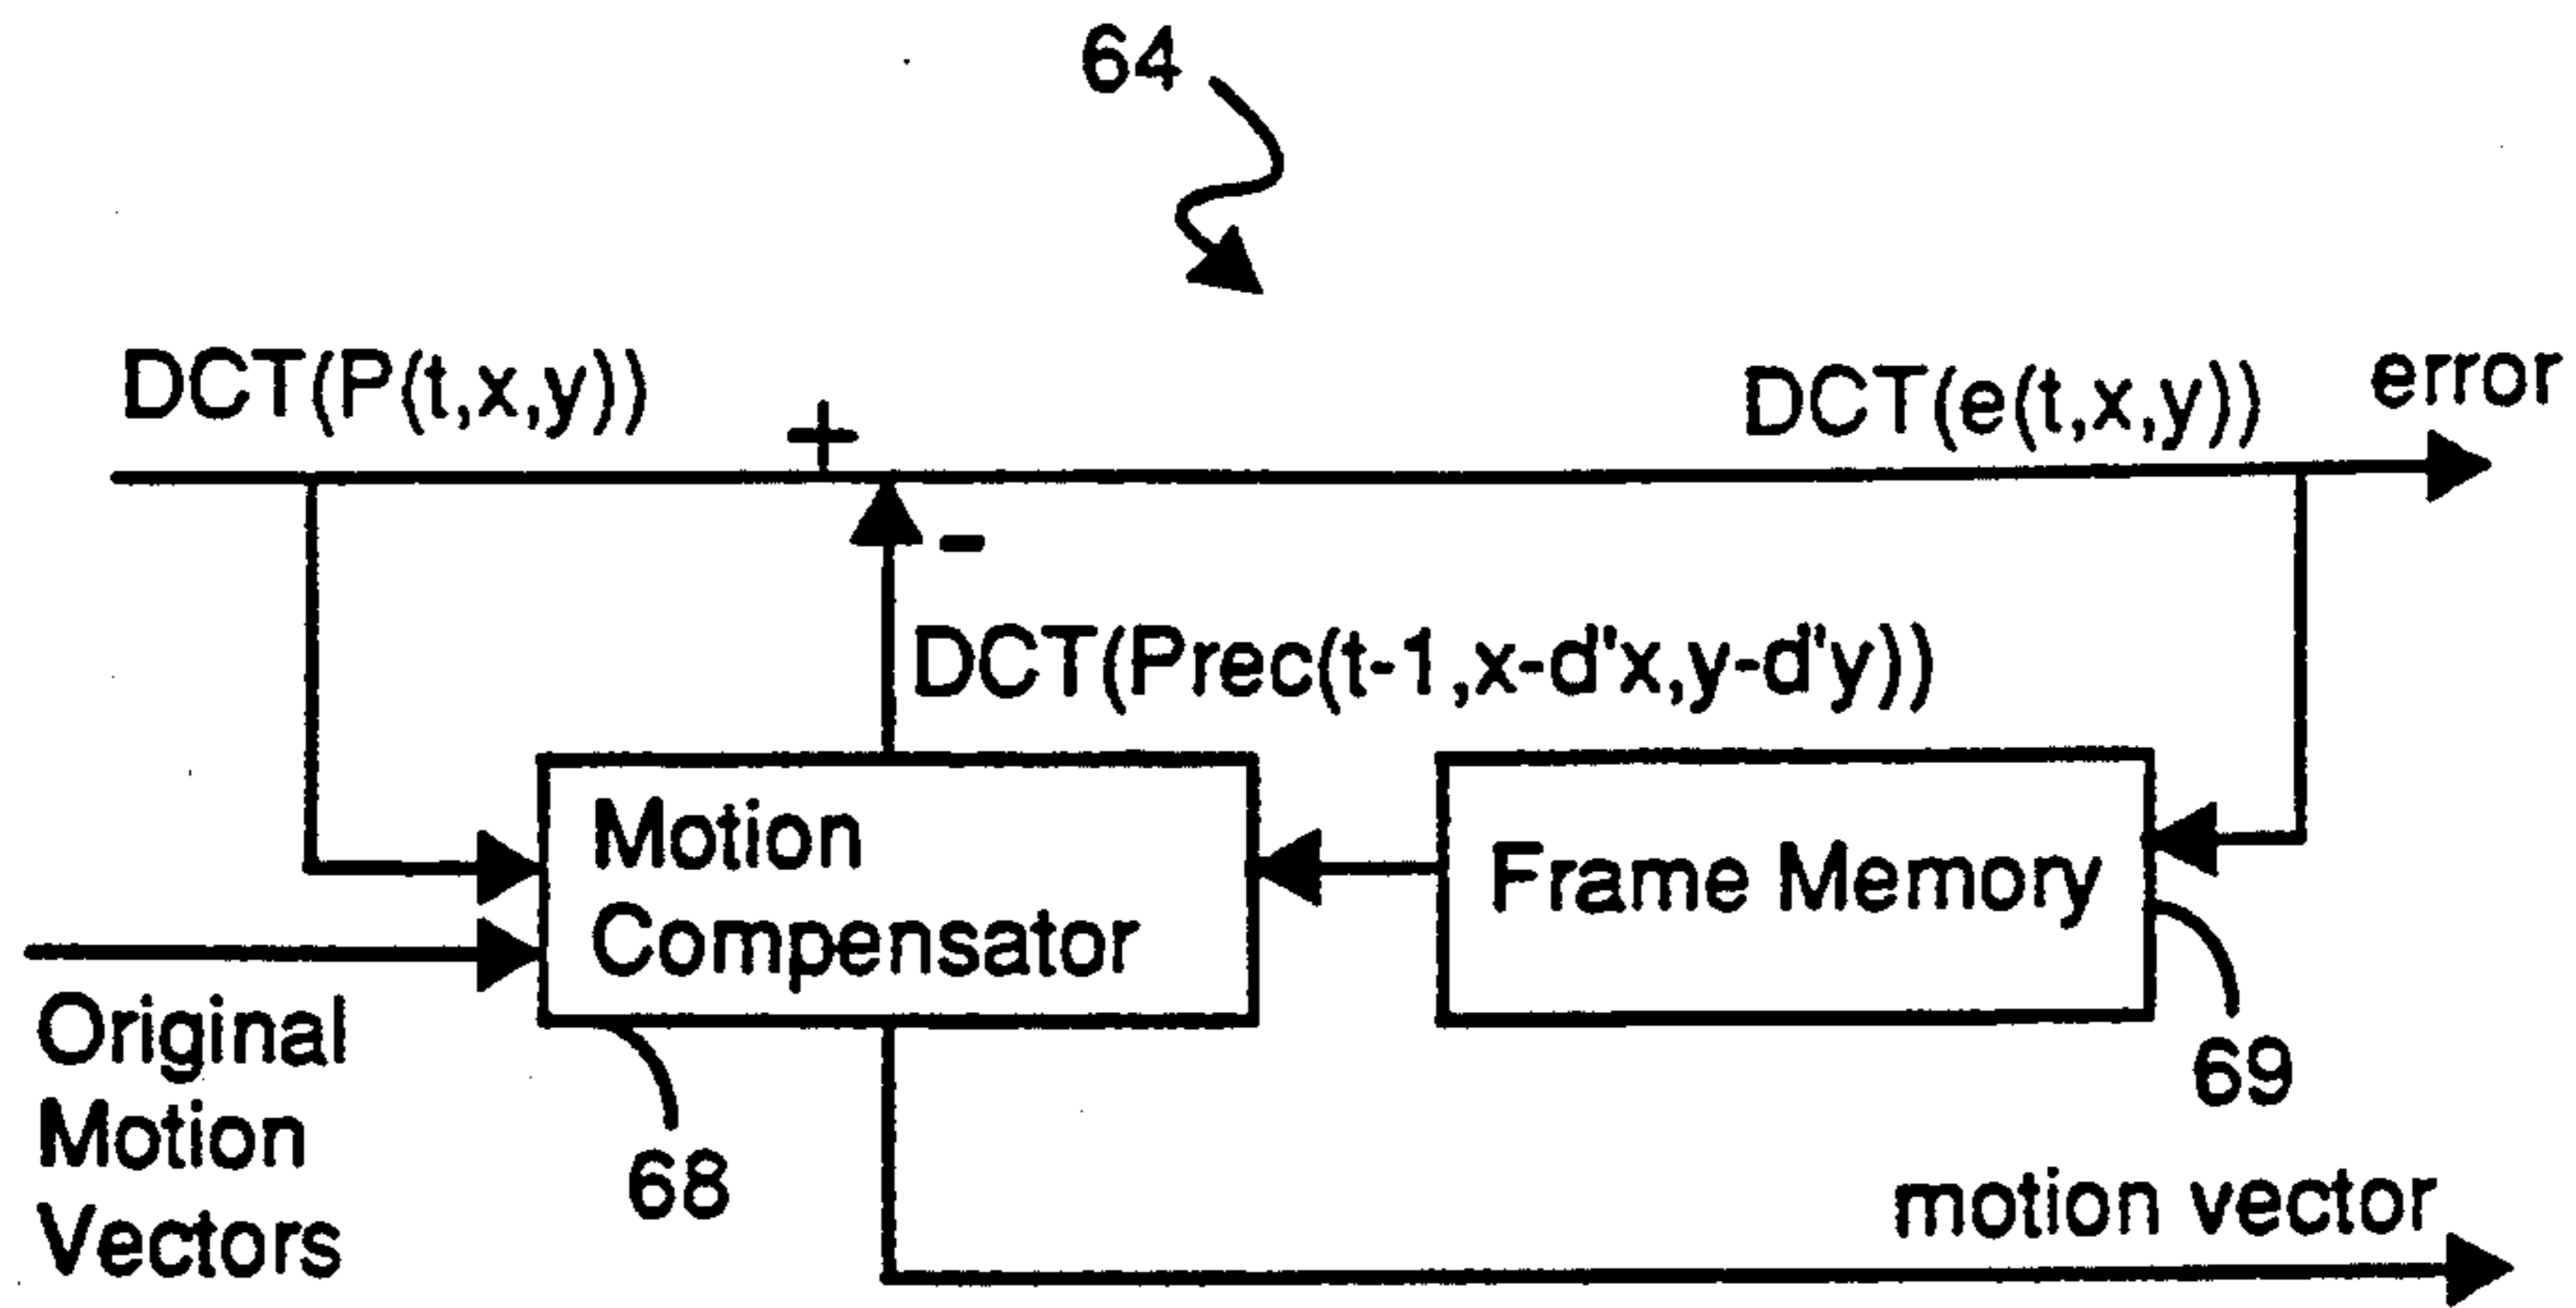 64
DCT(P(t,x,y))
+
DCT(e(t,x,y))
error
-
DCT(Prec(t-1,x-d"x,y-d'y))
Motion
Compensator
Frame Memory
Original
Motion
Vectors
68
69
motion vector